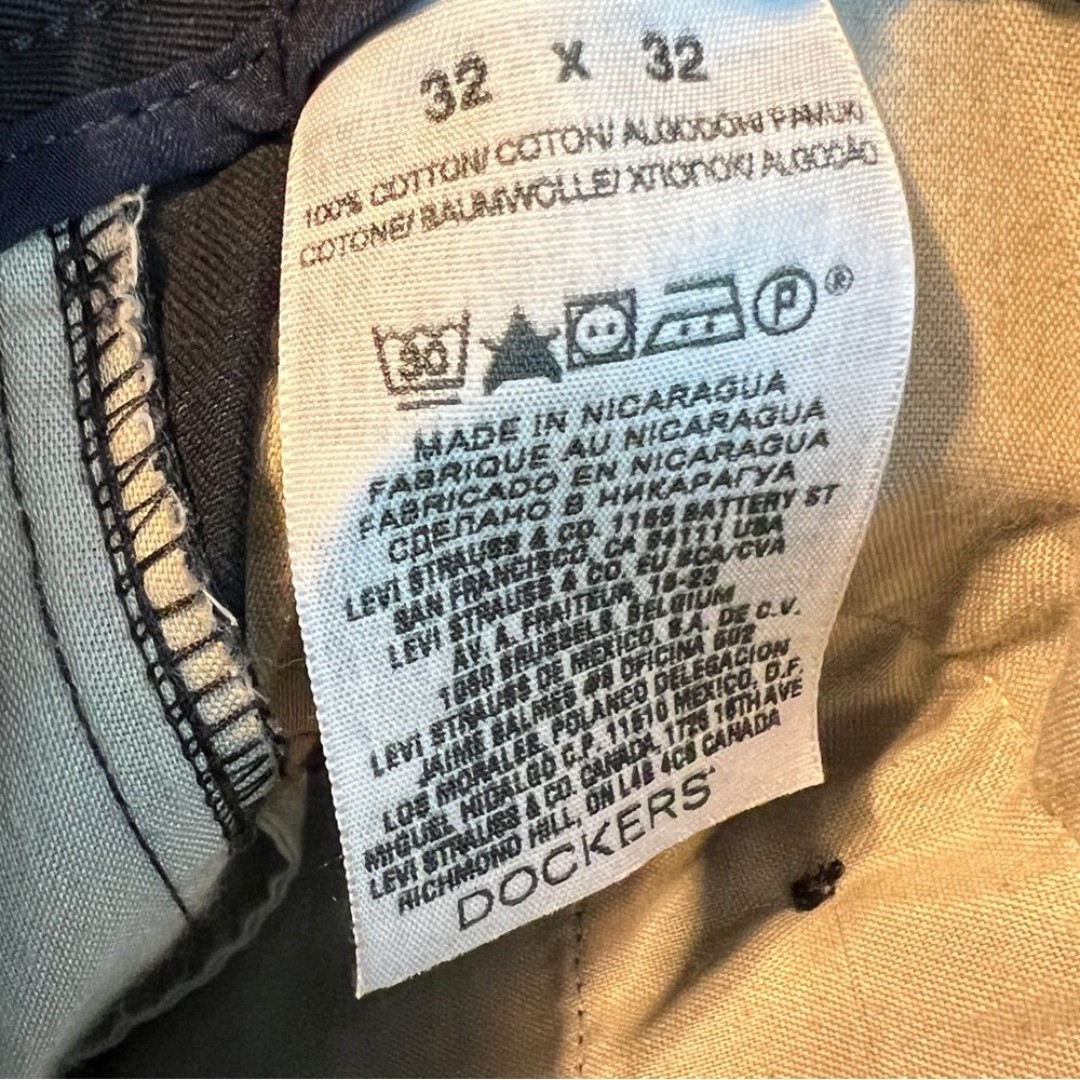 32 X 32
100% COTTON/ COTON/ ALGODÓN/ PAMUK/
COTONE/ BAUMWOLLE/ ХЛОПОК/ ALGODÃO
30 P ®
MADE IN NICARAGUA
FABRIQUE AU NICARAGUA
FABRICADO EN NICARAGUA
СДЕЛАНО В НИКАРАГУА
LEVI STRAUSS & CO. 1155 BATTERY ST
SAN FRANCISCO, CA 94111 USA
LEVI STRAUSS & CO. EU BCA/CVA
AV. A. FRAITEUR, 15-23
1050 BRUSSELS, BELGIUM
LEVI STRAUSS DE MEXICO, S.A. DE C.V.
JAIME BALMES #8 OFICINA
LOS MORALES, POLANCO DELEGACION
MIGUEL HIDALGO C.P. 11510 MEXICO, D.F.
LEVI STRAUSS & CO. CANADA, 1725 16TH AVE
RICHMOND HILL, ON L4B 4C6 CANADA
DOCKERS